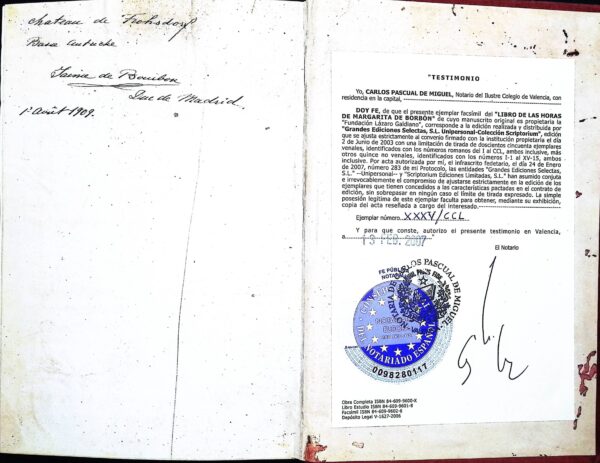 Chateau de Frohsdorf
Basse Autriche
Jaime de Bourbon
Duc de Madrid.
1º Août 1909.
"TESTIMONIO
Yo, CARLOS PASCUAL DE MIGUEL, Notario del Ilustre Colegio de Valencia, con
residencia en la capital,
DOY FE, de que el presente ejemplar facsímil del "LIBRO DE LAS HORAS
DE MARGARITA DE BORBÓN" de cuyo manuscrito original es propietaria la
"Fundación Lázaro Galdiano", corresponde a la edición realizada y distribuida por
"Grandes Ediciones Selectas, S.L. Unipersonal-Colección Scriptorium", edición
que se ajusta estrictamente al convenio firmado con la institución propietaria el día
2 de Junio de 2003 con una limitación de tirada de doscientos cincuenta ejemplares
venales, identificados con los números romanos del I al CCL, ambos inclusive, más
otros quince no venales, identificados con los números I-1 al XV-15, ambos inclusive.
Por acta autorizada por mi, el infrascrito fedetario, el día 24 de Enero
de 2007, número 283 de mi Protocolo, las entidades "Grandes Ediciones Selectas,
S.L." --Unipersonal-- y "Scriptorium Ediciones Limitadas, S.L." han asumido conjuta
e irrevocablemente el compromiso de ajustarse estrictamente en la edición de los
ejemplares que tienen concedidos a las características pactadas en el contrato de
edición, sin sobrepasar en ningún caso el límite de tirada expresado. La simple
posesión legítima de este ejemplar faculta para obtener, mediante su exhibición,
copia del acta reseñada a cargo del interesado.
Ejemplar número XXXV/CCL
Y para que conste, autorizo el presente testimonio en Valencia,
a 13 FEB. 2007"
El Notario
FE PÚBLICA
NOTARIAL
CARLOS PASCUAL DE MIGUEL
NOTARIA DE
DEL NOTARIADO ESPAÑOL
0098280117
Obra Completa ISBN 84-609-9600-X
Libro Estudio ISBN 84-609-9601-8
Facsímil ISBN 84-609-9602-6
Depósito Legal V-1627-2006